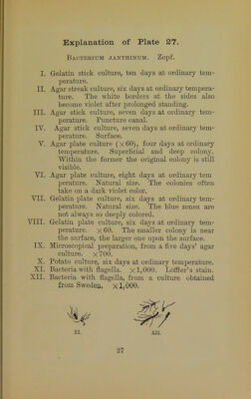 Explanation of Plate 27.
BACTERIUM JANTHINUM. Zopf.
I. Gelatin stick culture, ten days at ordinary tem-
perature.
II. Agar streak culture, six days at ordinary tempera-
ture. The white borders at the sides also
become violet after prolonged standing.
III. Agar stick culture, seven days at ordinary tem-
perature. Puncture canal.
IV. Agar stick culture, seven days at ordinary tem-
perature. Surface.
V. Agar plate culture (×60), four days at ordinary
temperature. Superficial and deep colony.
Within the former the original colony is still
visible.
VI. Agar plate culture, eight days at ordinary tem
perature. Natural size. The colonies often
take on a dark violet color.
VII. Gelatin plate culture, six days at ordinary tem-
perature. Natural size. The blue zones are
not always so deeply colored.
VIII. Gelatin plate culture, six days at ordinary tem-
perature. ×60. The smaller colony is near
the surface, the larger one upon the surface.
IX. Microscopical preparation, from a five days' agar
culture. ×700.
X. Potato culture, six days at ordinary temperature.
XI. Bacteria with flagella. ×1,000. Löffler's stain.
XII. Bacteria with flagella, from a culture obtained
from Sweden. ×1,000.
XI. XII.
27